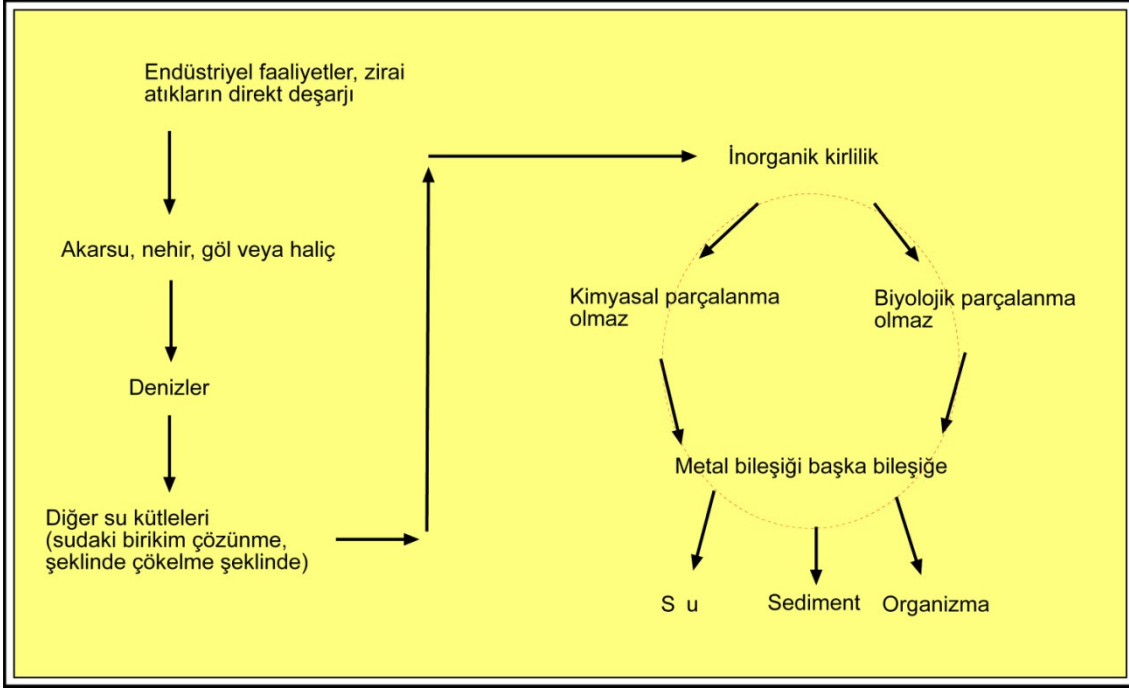 Endüstriyel faaliyetler, zirai
atıkların direkt deşarjı
Akarsu, nehir, göl veya haliç
Denizler
Diğer su kütleleri
(sudaki birikim çözünme,
şeklinde çökelme şeklinde)
İnorganik kirlilik
Kimyasal parçalanma
olmaz
Biyolojik parçalanma
olmaz
Metal bileşiği başka bileşiğe
S u
Sediment
Organizma